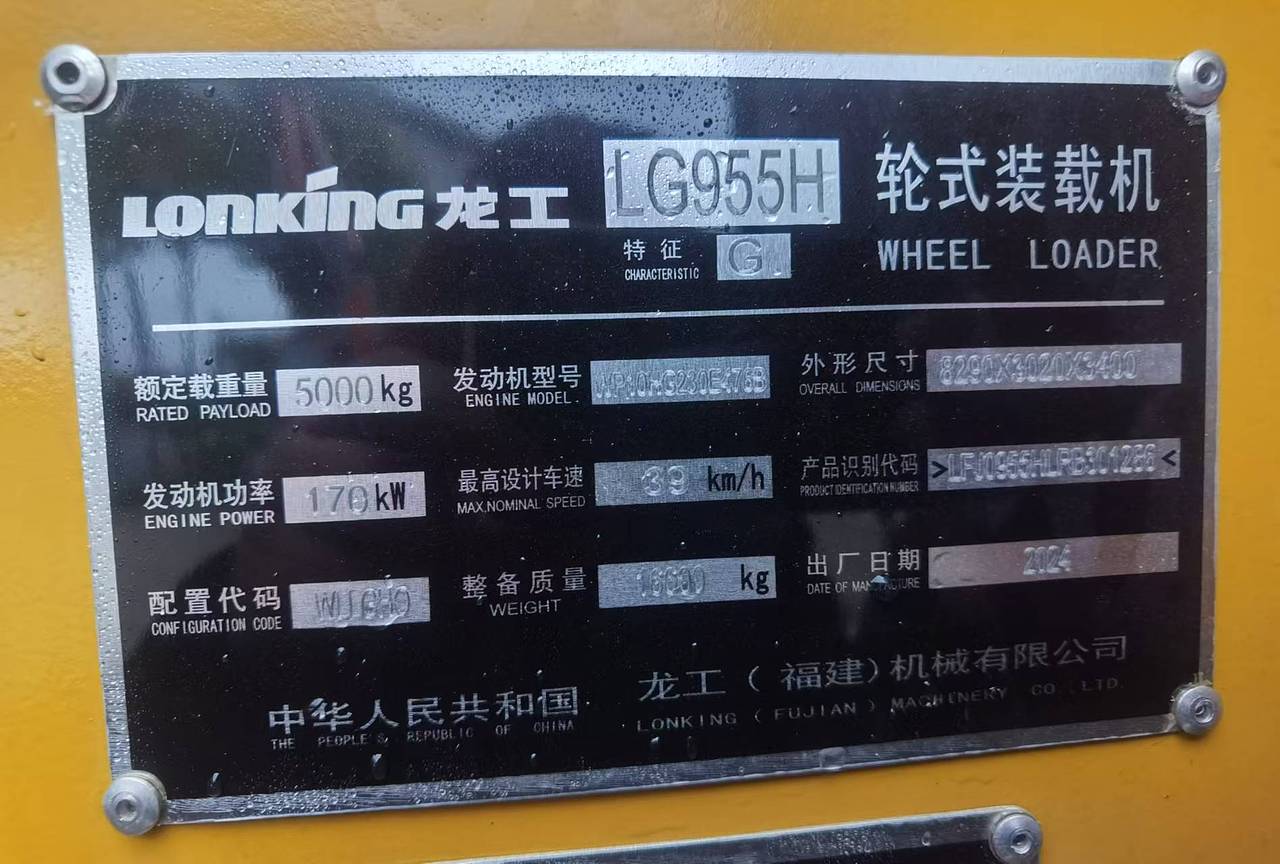 LONKING 龙工 LG955H 轮式装载机
特征 G WHEEL LOADER
CHARACTERISTIC
额定载重量 5000 kg 发动机型号 外形尺寸 8290X3020X3400
RATED PAYLOAD ENGINE MODEL. OVERALL DIMENSIONS
发动机功率 170 kW 最高设计车速 39 km/h 产品识别代码
ENGINE POWER MAX.NOMINAL SPEED PRODUCT IDENTIFICATION NUMBER
配置代码 整备质量 kg 出厂日期 2024
CONFIGURATION CODE WEIGHT DATE OF MANUFACTURE
中华人民共和国 龙工(福建)机械有限公司
THE PEOPLE'S REPUBLIC OF CHINA LONKING (FUJIAN) MACHINERY CO.,LTD.